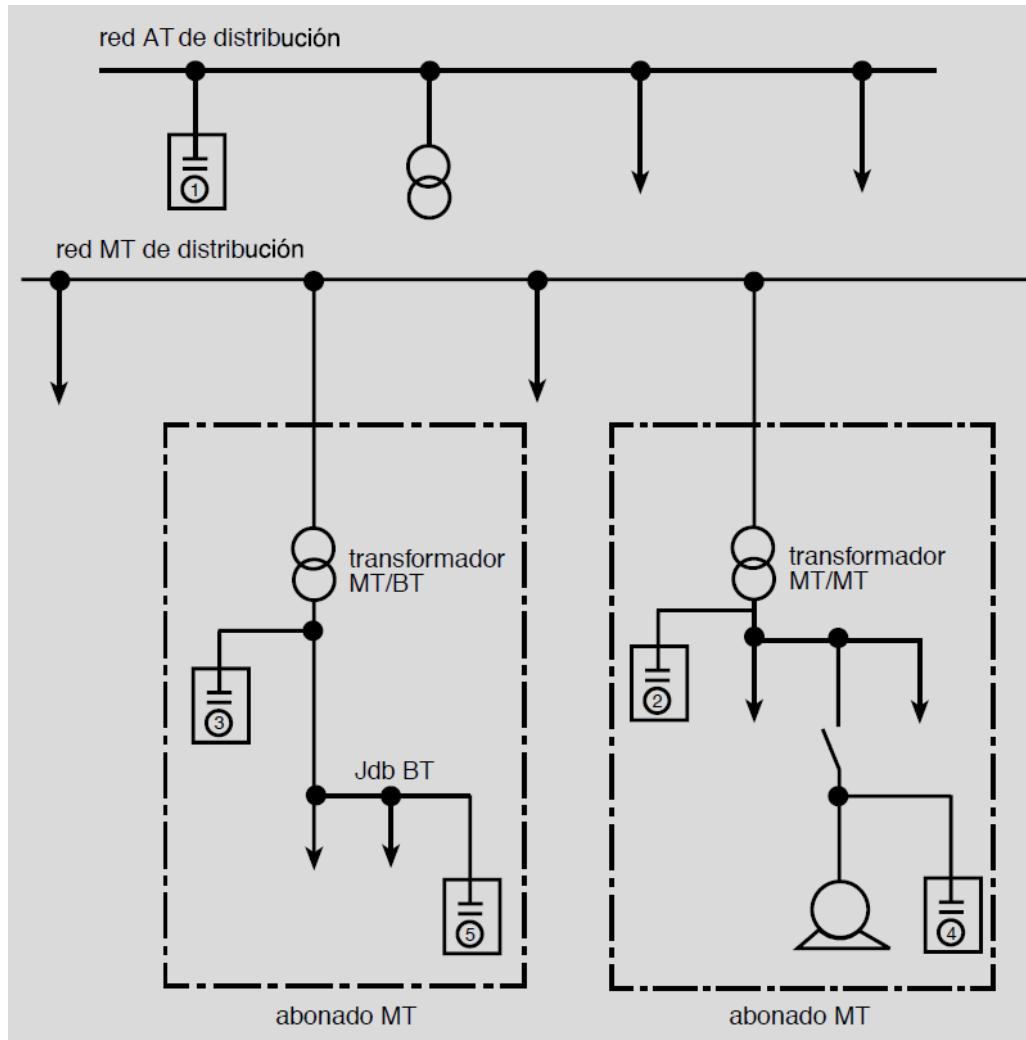 red AT de distribución
1
red MT de distribución
transformador
MT/BT
transformador
MT/MT
3
2
Jdb BT
5
4
abonado MT
abonado MT